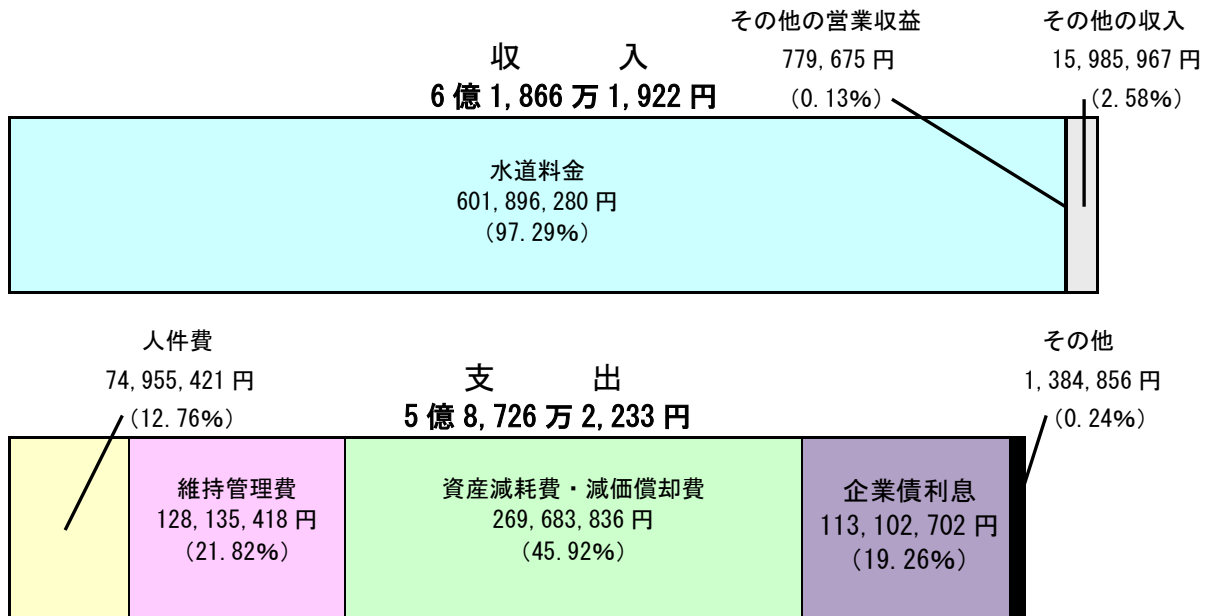 その他の営業収益
779,675 円
(0.13%)
その他の収入
15,985,967 円
(2.58%)
収 入
6 億 1,866 万 1,922 円
水道料金
601,896,280 円
(97.29%)
人件費
74,955,421 円
(12.76%)
支 出
5 億 8,726 万 2,233 円
その他
1,384,856 円
(0.24%)
維持管理費
128,135,418 円
(21.82%)
資産減耗費・減価償却費
269,683,836 円
(45.92%)
企業債利息
113,102,702 円
(19.26%)